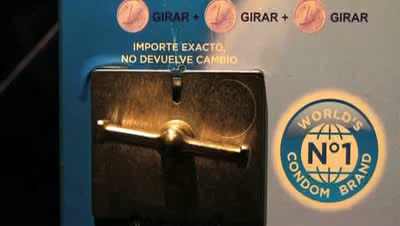 GIRAR + GIRAR + GIRAR
IMPORTE EXACTO,
NO DEVUELVE CAMBIO
WORLD'S
Nº1
CONDOM BRAND